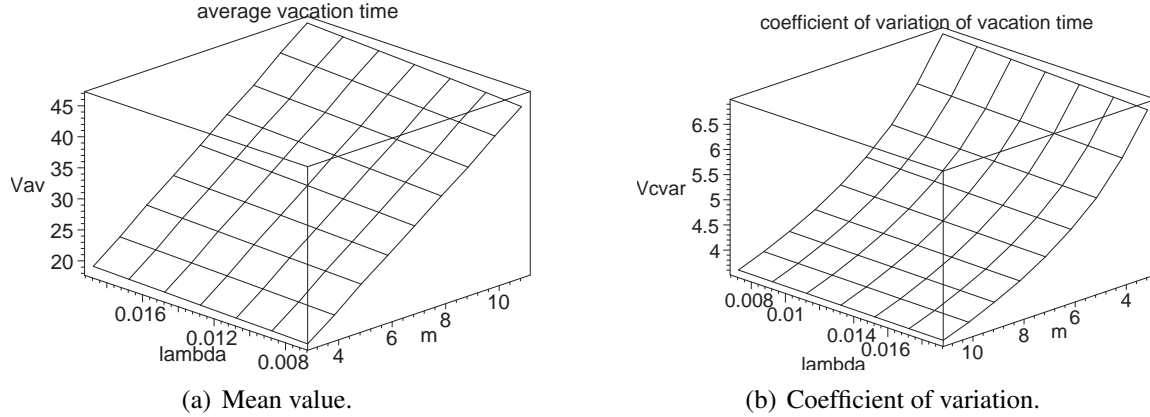 average vacation time
45
40
35
Vav
30
25
20
0.016
0.012
lambda
0.008
4
6
m
8
10
(a) Mean value.
coefficient of variation of vacation time
6.5
6
5.5
Vcvar
5
4.5
4
0.008
0.01
0.014
lambda
0.016
10
8
m
6
4
(b) Coefficient of variation.